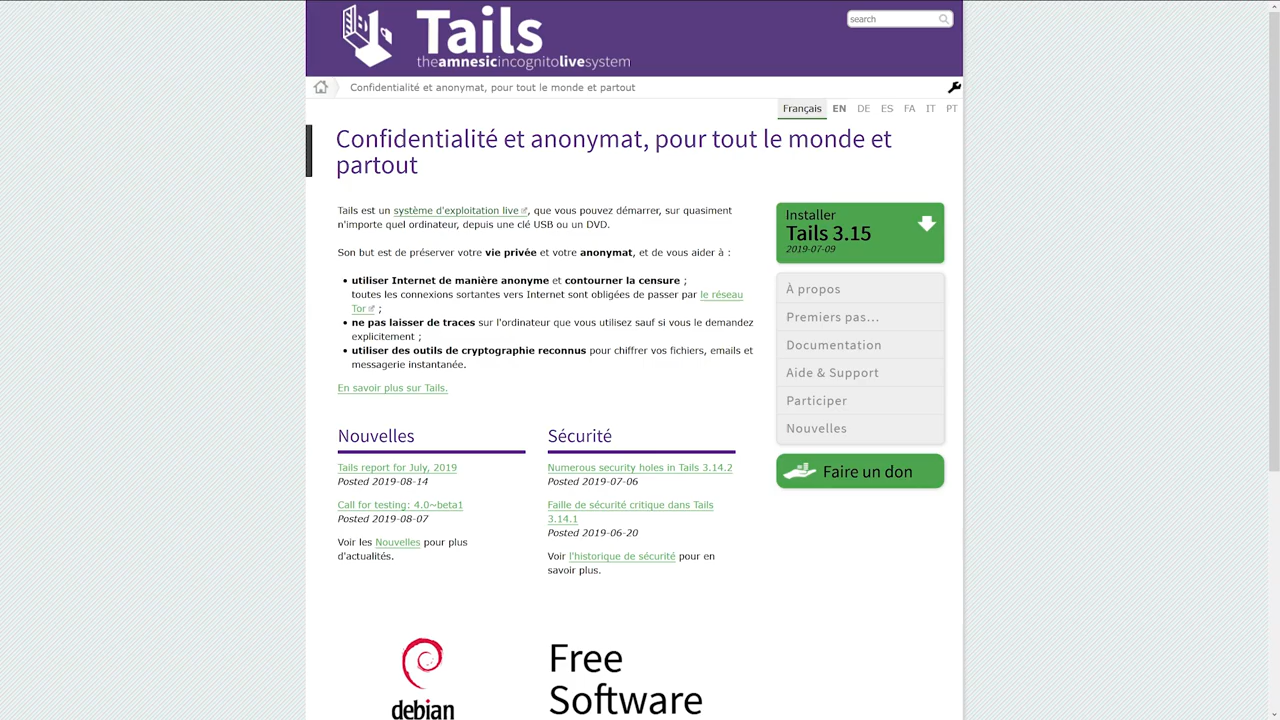 Tails
theamnesicincognitolivesystem
search
Confidentialité et anonymat, pour tout le monde et partout
Français EN DE ES FA IT PT
Confidentialité et anonymat, pour tout le monde et
partout
Tails est un système d'exploitation live, que vous pouvez démarrer, sur quasiment
n'importe quel ordinateur, depuis une clé USB ou un DVD.
Son but est de préserver votre vie privée et votre anonymat, et de vous aider à :
• utiliser Internet de manière anonyme et contourner la censure ;
toutes les connexions sortantes vers Internet sont obligées de passer par le réseau
Tor ;
• ne pas laisser de traces sur l'ordinateur que vous utilisez sauf si vous le demandez
explicitement ;
• utiliser des outils de cryptographie reconnus pour chiffrer vos fichiers, emails et
messagerie instantanée.
En savoir plus sur Tails.
Installer
Tails 3.15
2019-07-09
À propos
Premiers pas...
Documentation
Aide & Support
Participer
Nouvelles
Faire un don
Nouvelles
Tails report for July, 2019
Posted 2019-08-14
Call for testing: 4.0~beta1
Posted 2019-08-07
Voir les Nouvelles pour plus
d'actualités.
Sécurité
Numerous security holes in Tails 3.14.2
Posted 2019-07-06
Faille de sécurité critique dans Tails
3.14.1
Posted 2019-06-20
Voir l'historique de sécurité pour en
savoir plus.
debian
Free
Software